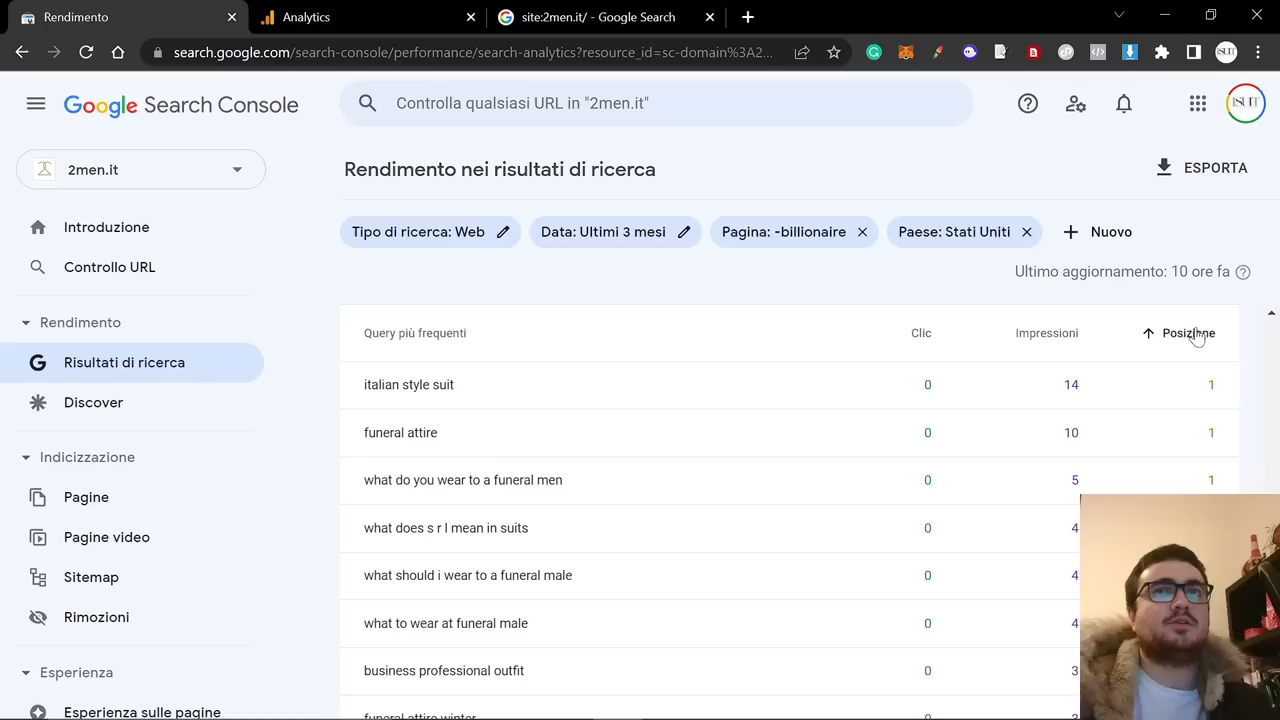 Rendimento
Analytics
site:2men.it/ - Google Search
search.google.com/search-console/performance/search-analytics?resource_id=sc-domain%3A2...
Google Search Console
Controlla qualsiasi URL in "2men.it"
ISUIT
2men.it
Rendimento nei risultati di ricerca
ESPORTA
Introduzione
Controllo URL
Rendimento
Risultati di ricerca
Discover
Indicizzazione
Pagine
Pagine video
Sitemap
Rimozioni
Esperienza
Esperienza sulle pagine
Tipo di ricerca: Web
Data: Ultimi 3 mesi
Pagina: -billionaire
Paese: Stati Uniti
Nuovo
Ultimo aggiornamento: 10 ore fa
Query più frequenti Clic Impressioni Posizione
italian style suit 0 14 1
funeral attire 0 10 1
what do you wear to a funeral men 0 5 1
what does s r l mean in suits 0 4
what should i wear to a funeral male 0 4
what to wear at funeral male 0 4
business professional outfit 0 3
funeral attire winter